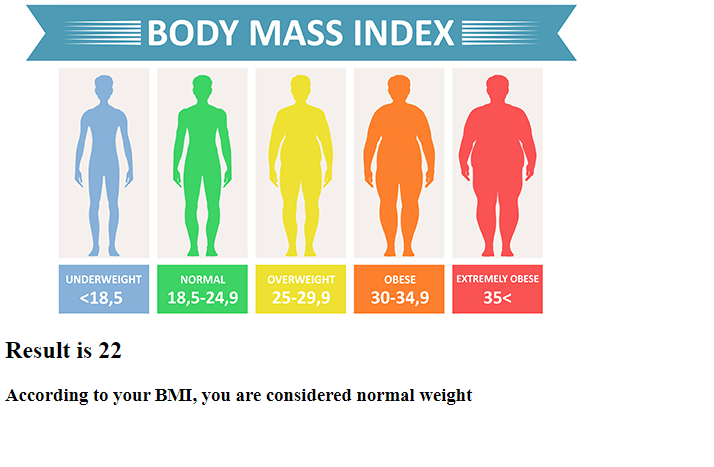 BODY MASS INDEX
UNDERWEIGHT
<18,5
NORMAL
18,5-24,9
OVERWEIGHT
25-29,9
OBESE
30-34,9
EXTREMELY OBESE
35<
Result is 22
According to your BMI, you are considered normal weight